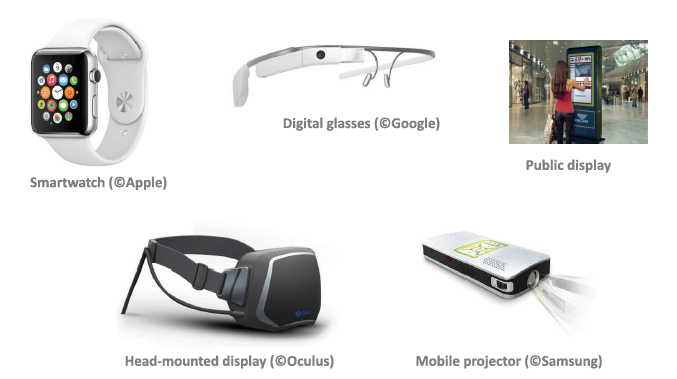 Digital glasses (©Google)
Public display
Smartwatch (©Apple)
Head-mounted display (©Oculus)
Mobile projector (©Samsung)